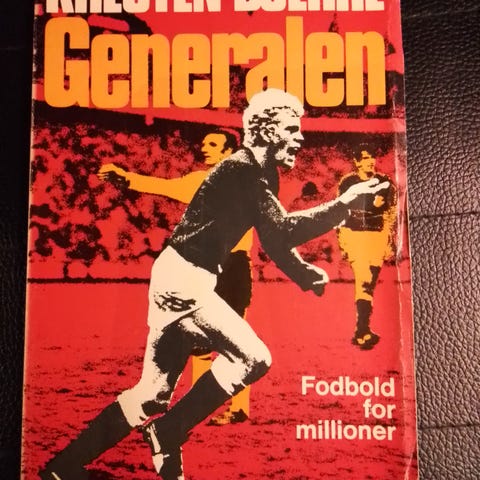 KRESTEN BJERRE
Generalen
Fodbold
for
millioner